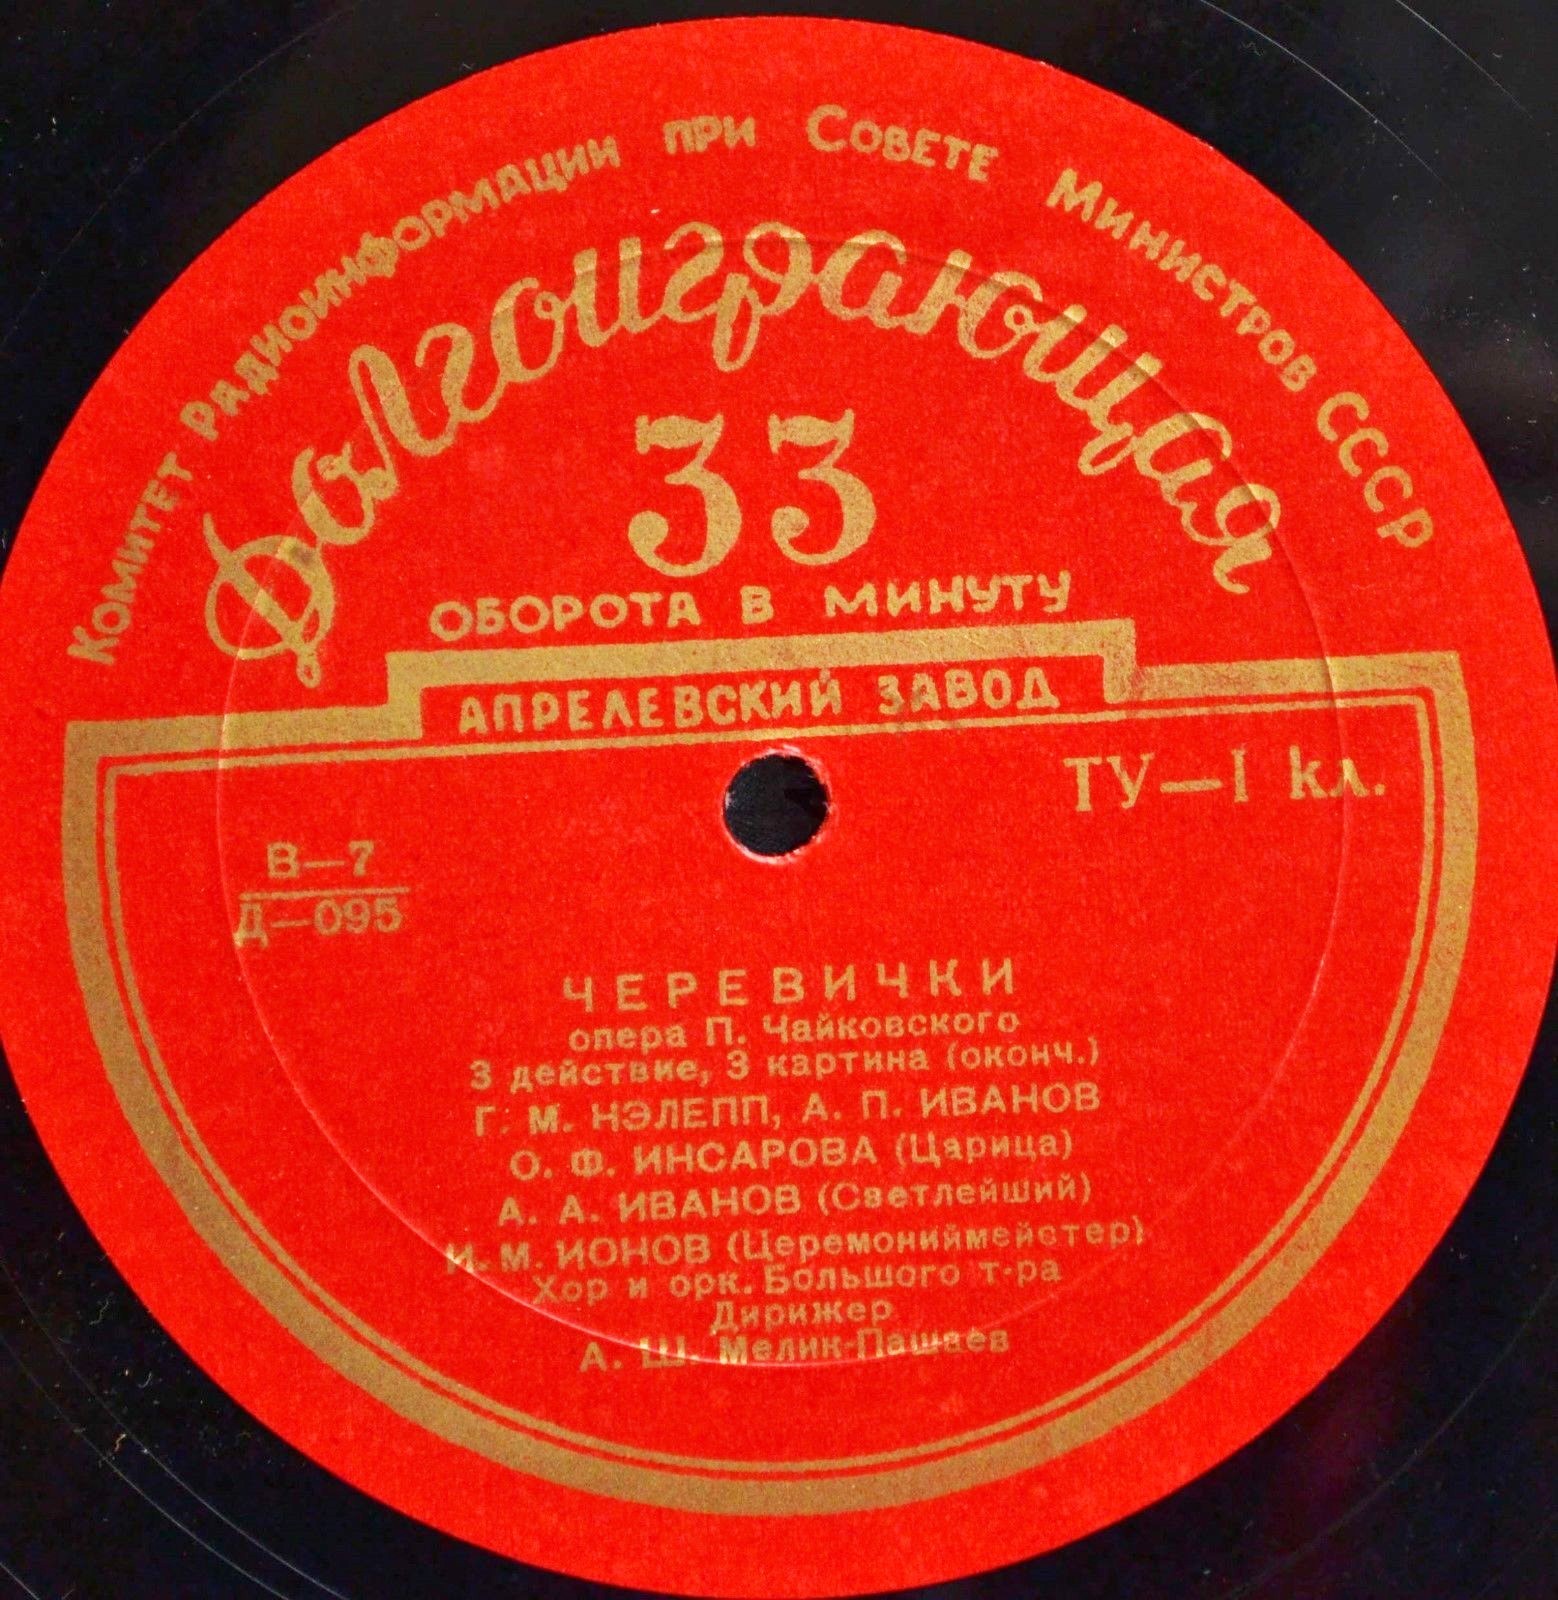 Комитет Радиоинформации при Совете Министров СССР
Долгоиграющая
33
ОБОРОТА В МИНУТУ
АПРЕЛЕВСКИЙ ЗАВОД
ТУ—I кл.
В—7
Д—095
ЧЕРЕВИЧКИ
опера П. Чайковского
3 действие, 3 картина (оконч.)
Г. М. НЭЛЕПП, А. П. ИВАНОВ
О. Ф. ИНСАРОВА (Царица)
А. А. ИВАНОВ (Светлейший)
И. М. ИОНОВ (Церемониймейстер)
Хор и орк. Большого т-ра
Дирижер
А. Ш. Мелик-Пашаев